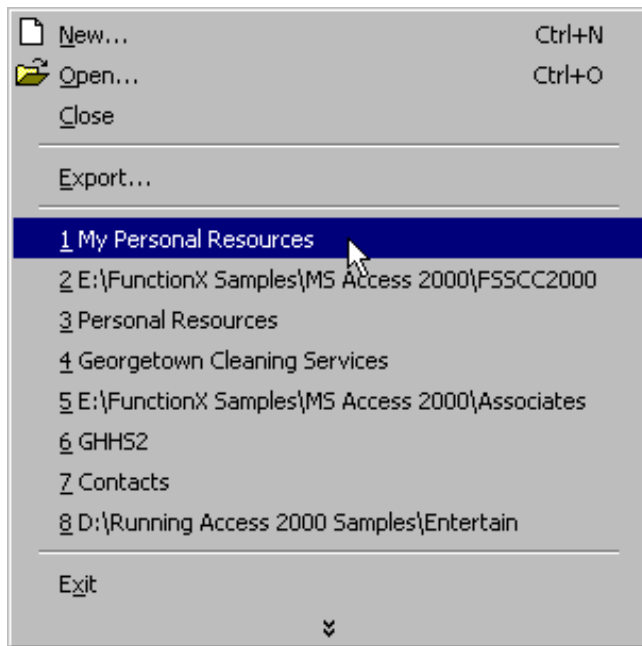 New... Ctrl+N
Open... Ctrl+O
Close
Export...
1 My Personal Resources
2 E:\FunctionX Samples\MS Access 2000\FSSCC2000
3 Personal Resources
4 Georgetown Cleaning Services
5 E:\FunctionX Samples\MS Access 2000\Associates
6 GHHS2
7 Contacts
8 D:\Running Access 2000 Samples\Entertain
Exit